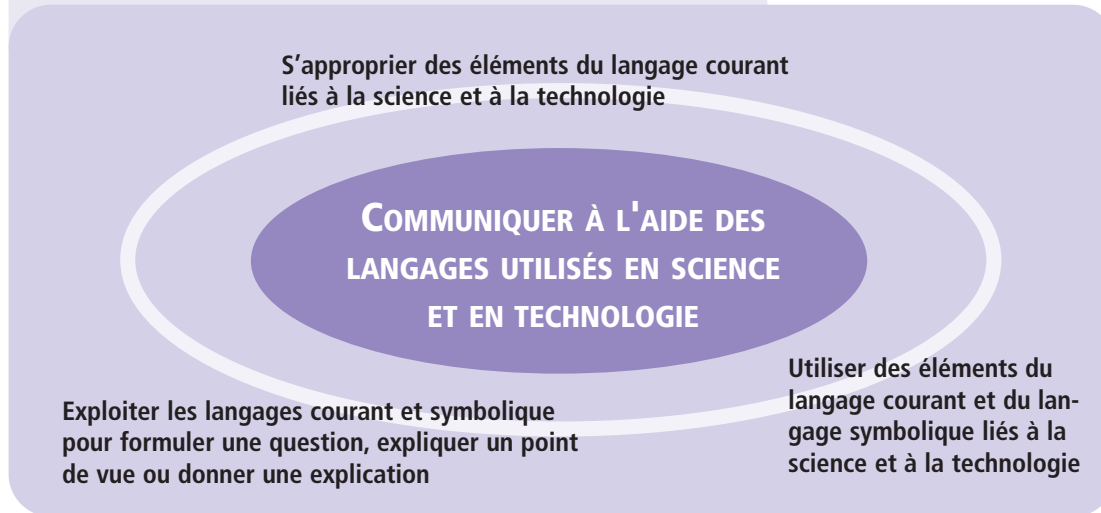 S’approprier des éléments du langage courant
liés à la science et à la technologie
COMMUNIQUER À L'AIDE DES
LANGAGES UTILISÉS EN SCIENCE
ET EN TECHNOLOGIE
Utiliser des éléments du
langage courant et du lan-
gage symbolique liés à la
science et à la technologie
Exploiter les langages courant et symbolique
pour formuler une question, expliquer un point
de vue ou donner une explication